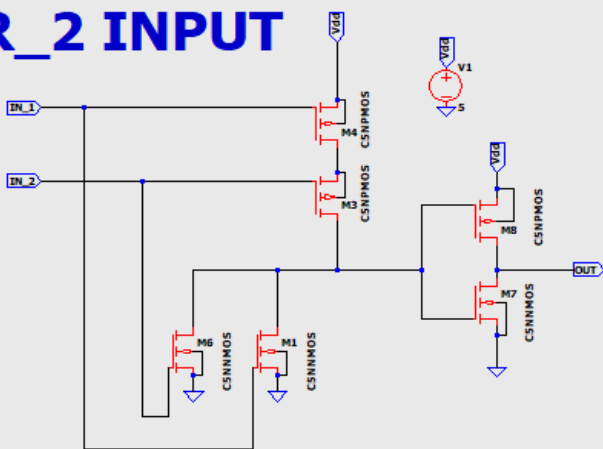 R_2 INPUT
Vdd
Vdd
V1
5
IN_1
M4
C5NPMOS
IN_2
M3
C5NPMOS
Vdd
M8
C5NPMOS
OUT
M7
C5NNMOS
M6
C5NNMOS
M1
C5NNMOS